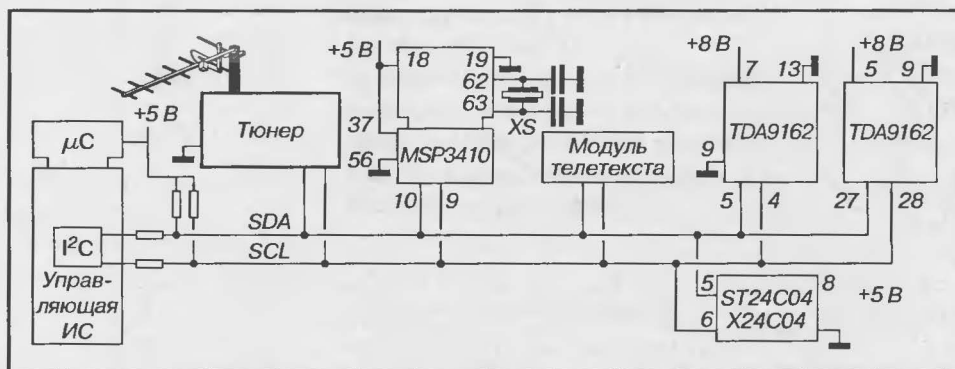 +5 В
μC
+5 В
Тюнер
18
19
62
63
XS
37
56
MSP3410
10
9
Модуль
телетекста
+8 В
7
13
TDA9162
9
5
4
+8 В
5
9
TDA9162
27
28
SDA
SCL
I²C
Управ-
ляющая
ИС
5
6
ST24C04
X24C04
8
+5 В